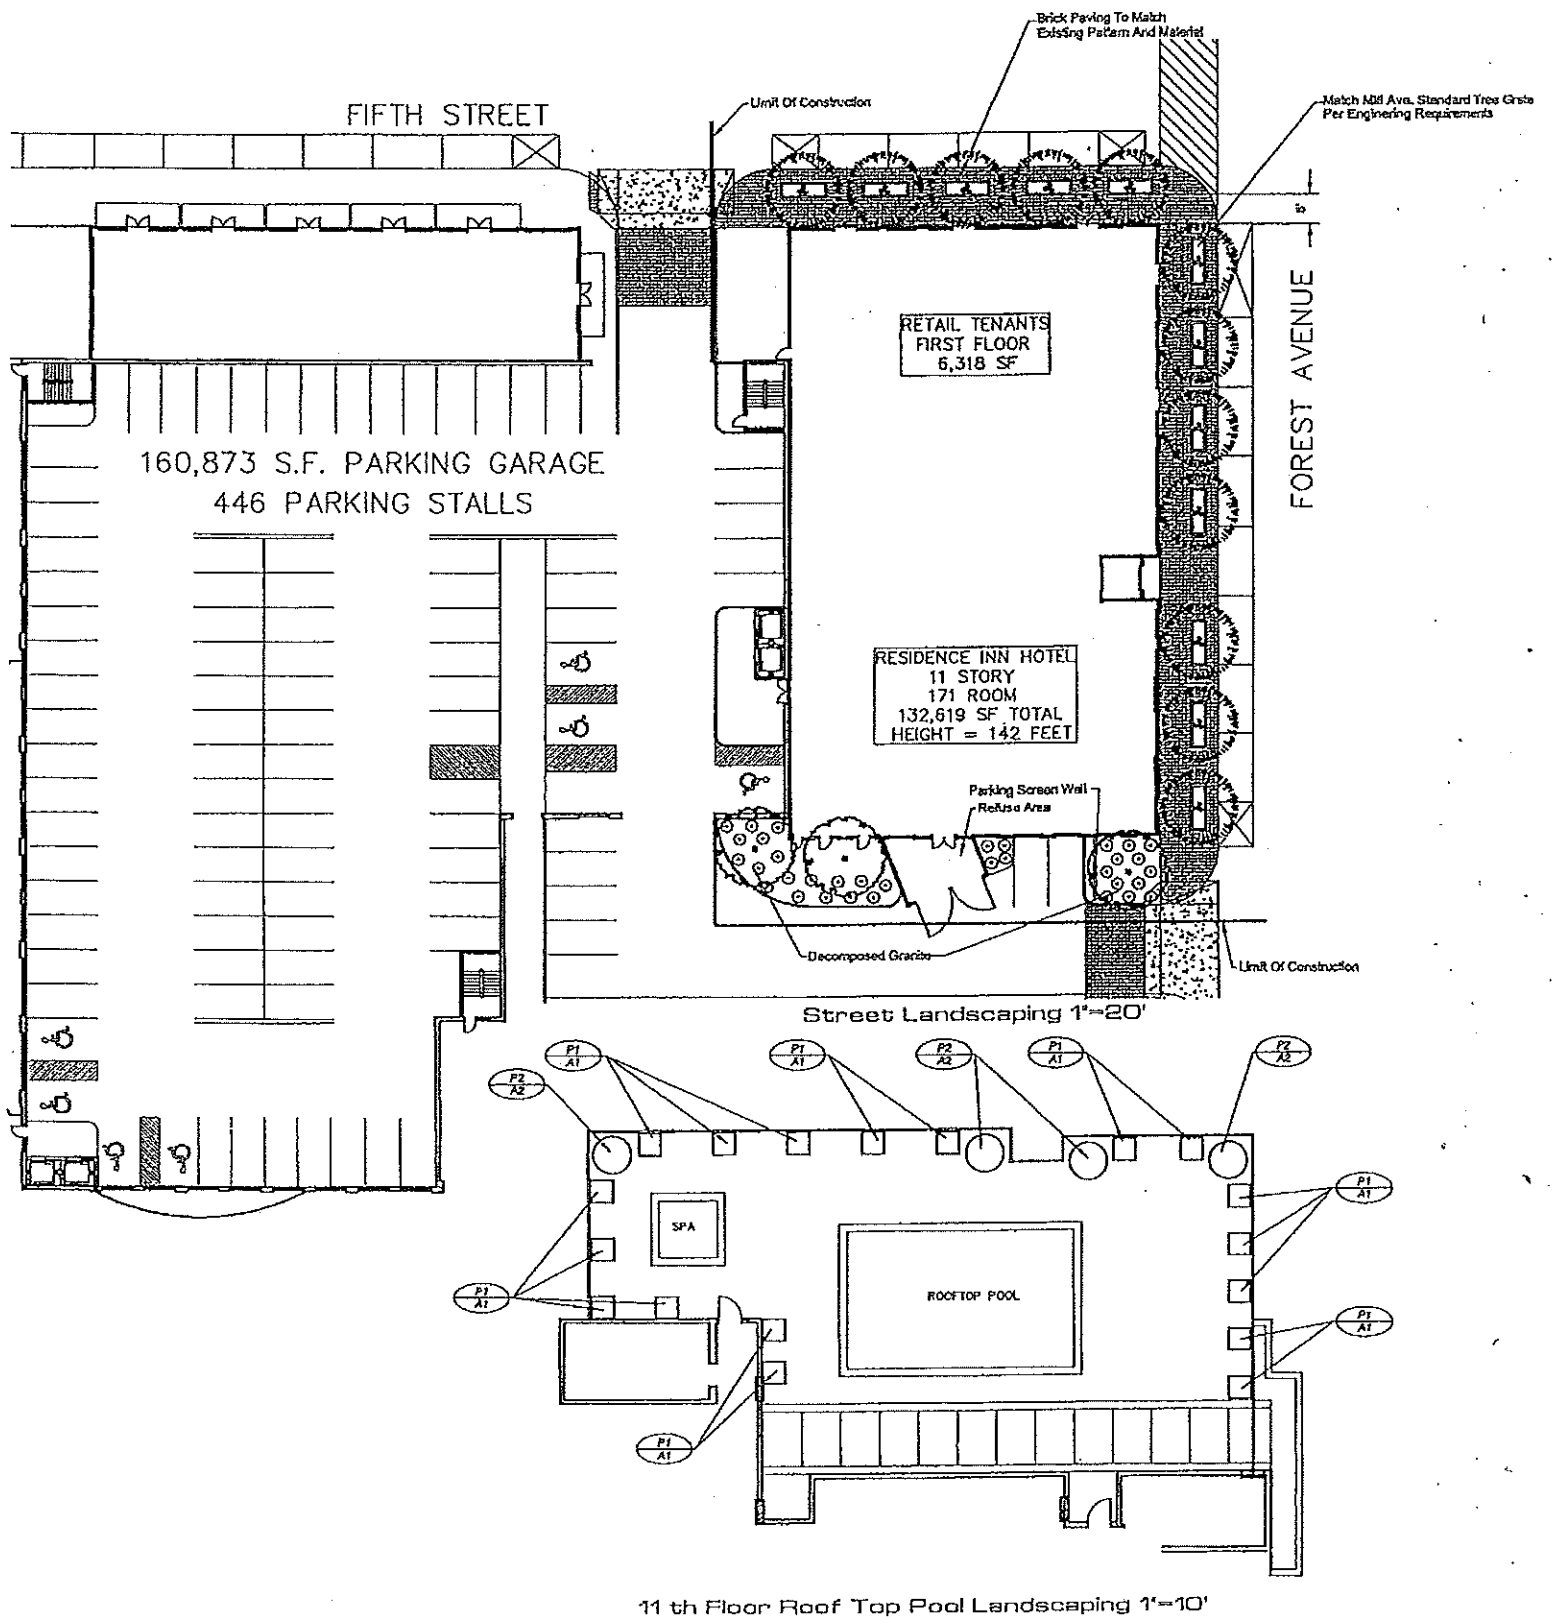 Brick Paving To Match
Existing Pattern And Material
Limit Of Construction
FIFTH STREET
Match Mill Ave. Standard Tree Grate
Per Enginering Requirements
FOREST AVENUE
RETAIL TENANTS
FIRST FLOOR
6,318 SF
160,873 S.F. PARKING GARAGE
446 PARKING STALLS
RESIDENCE INN HOTEL
11 STORY
171 ROOM
132,619 SF TOTAL
HEIGHT = 142 FEET
Parking Screen Wall
Refuse Area
Decomposed Granite
Limit Of Construction
Street Landscaping 1"=20'
P1
A1
P1
A1
P2
A2
P1
A1
P2
A2
P2
A2
P1
A1
SPA
ROOFTOP POOL
P1
A1
P1
A1
P1
A1
11 th Floor Roof Top Pool Landscaping 1"=10'